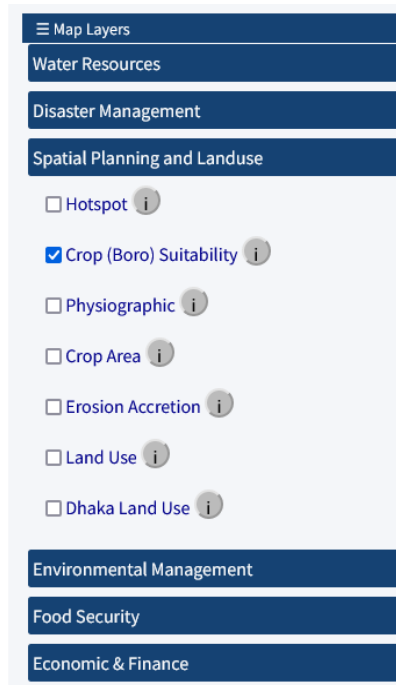 ☰ Map Layers
Water Resources
Disaster Management
Spatial Planning and Landuse
Hotspot i
Crop (Boro) Suitability i
Physiographic i
Crop Area i
Erosion Accretion i
Land Use i
Dhaka Land Use i
Environmental Management
Food Security
Economic & Finance